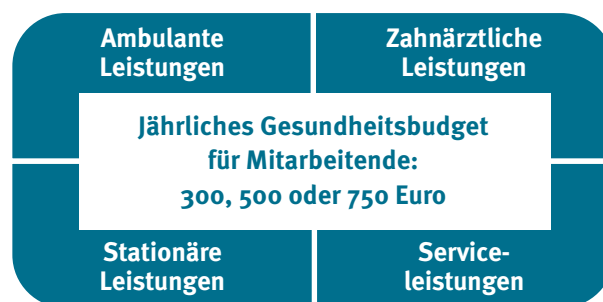 Ambulante
Leistungen
Zahnärztliche
Leistungen
Jährliches Gesundheitsbudget
für Mitarbeitende:
300, 500 oder 750 Euro
Stationäre
Leistungen
Service-
leistungen